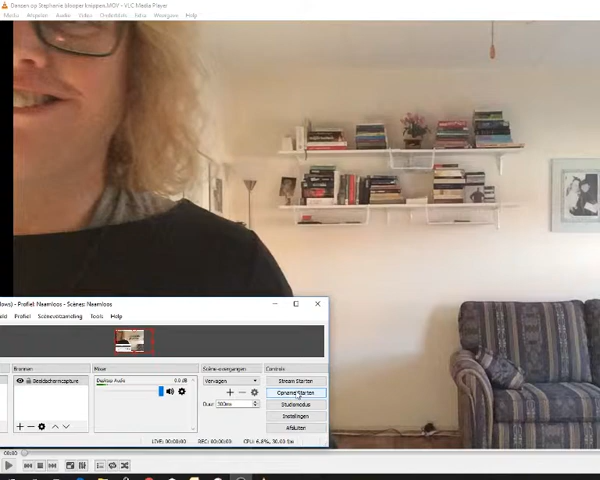 Dansen op Stephanie blooper knippen.MOV - VLC Media Player
Media Afspelen Audio Extra Weergave Help
Profiel: Naamloos - Scènes: Naamloos
Profiel Scèneverzameling Tools Help
Bronnen Mixer Scène-overgangen Controls
Beeldschermcapture
Desktop Audio 0.0 dB
Vervagen
Duur 300ms
Stream Starten
Opname Starten
Studiomodus
Instellingen
Afsluiten
LIVE: 00:00:00 REC: 00:00:00 CPU: 6.8%, 30.00 fps
00:00